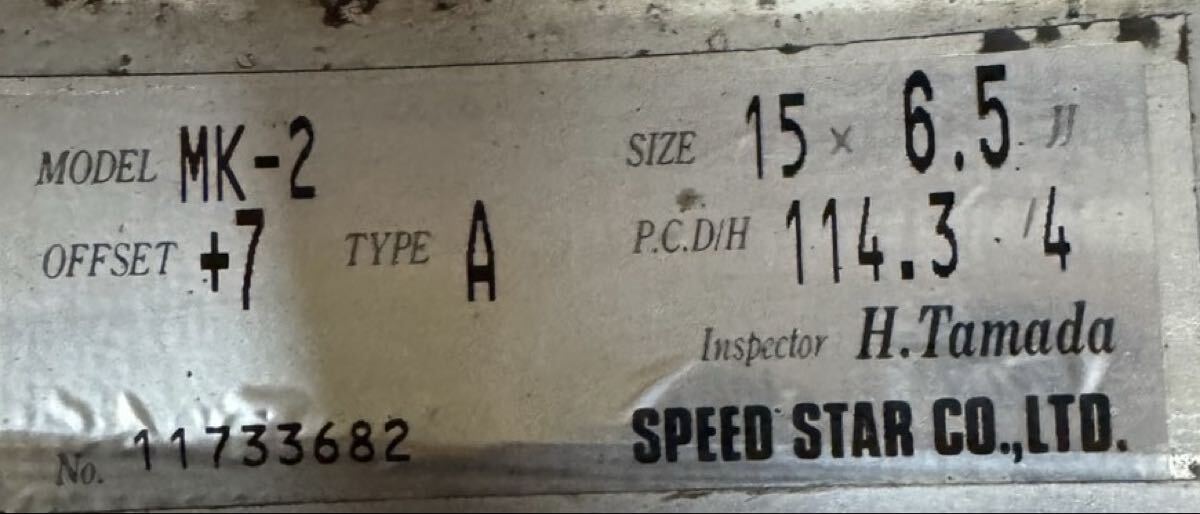 MODEL MK-2 SIZE 15 × 6.5 JJ
OFFSET +7 TYPE A P.C.D/H 114.3 /4
Inspector H.Tamada
No. 11733682 SPEED STAR CO.,LTD.